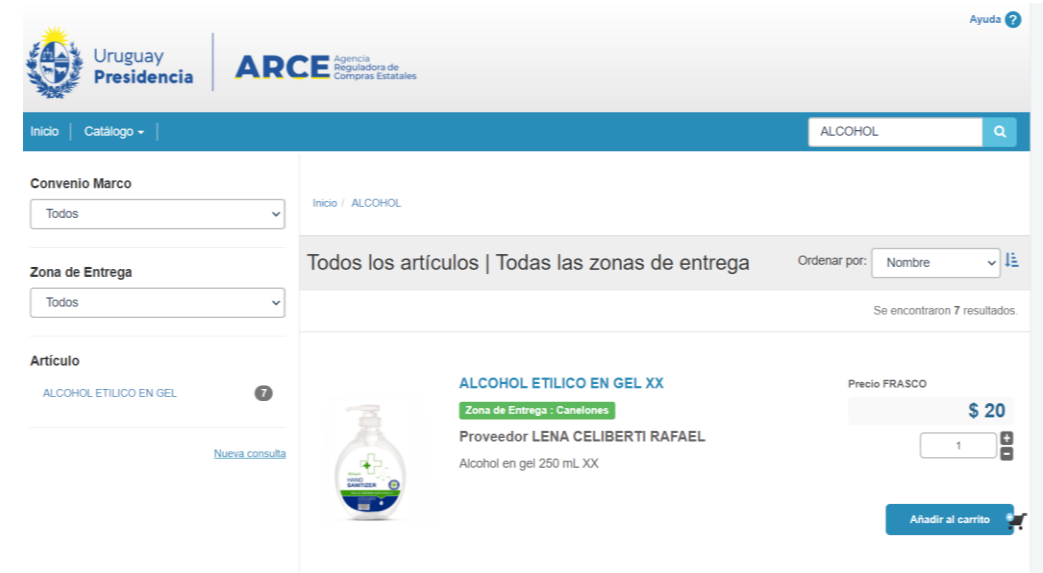 Ayuda ?
Uruguay
Presidencia
ARCE
Agencia
Reguladora de
Compras Estatales
Inicio
Catálogo
ALCOHOL
Convenio Marco
Todos
Zona de Entrega
Todos
Artículo
ALCOHOL ETILICO EN GEL 7
Nueva consulta
Inicio / ALCOHOL
Todos los artículos | Todas las zonas de entrega
Ordenar por: Nombre
Se encontraron 7 resultados.
HAND
SANITIZER
ALCOHOL ETILICO EN GEL XX
Zona de Entrega : Canelones
Proveedor LENA CELIBERTI RAFAEL
Alcohol en gel 250 mL XX
Precio FRASCO
$ 20
1
Añadir al carrito